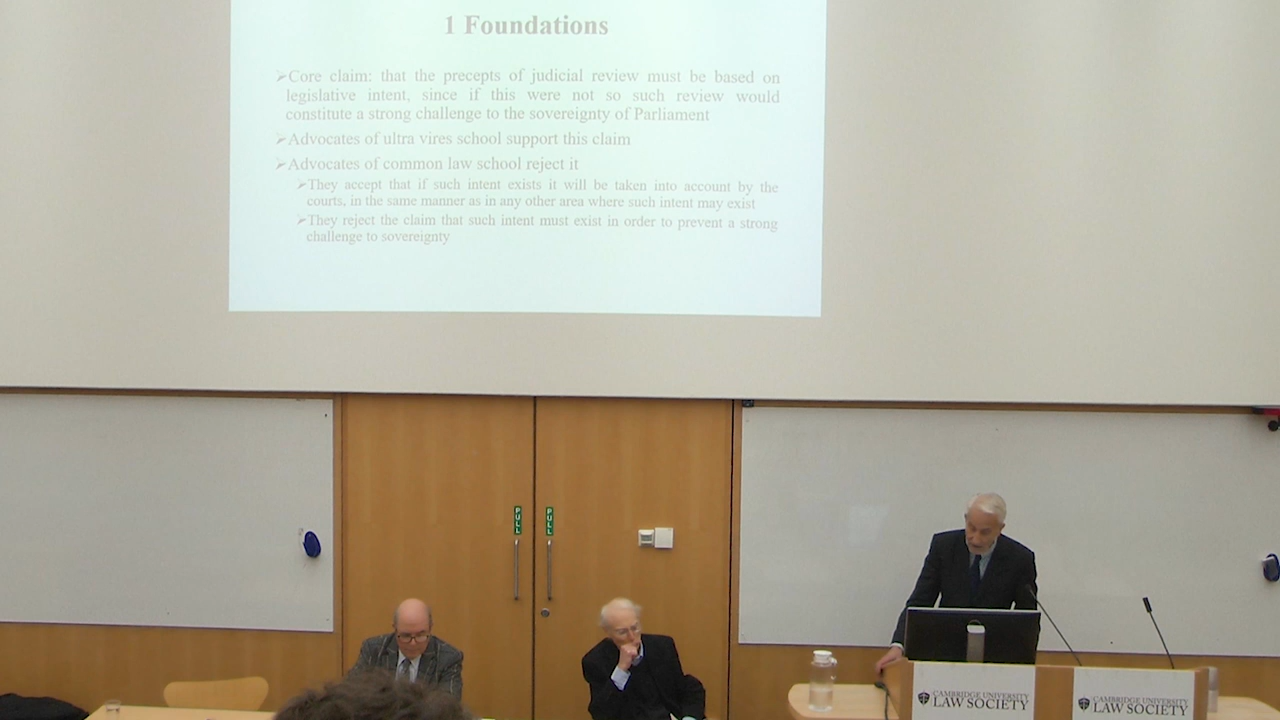 1 Foundations
➢Core claim: that the precepts of judicial review must be based on
legislative intent, since if this were not so such review would
constitute a strong challenge to the sovereignty of Parliament
➢Advocates of ultra vires school support this claim
➢Advocates of common law school reject it
➢They accept that if such intent exists it will be taken into account by the
courts, in the same manner as in any other area where such intent may exist
➢They reject the claim that such intent must exist in order to prevent a strong
challenge to sovereignty
PULL
PULL
CAMBRIDGE UNIVERSITY
LAW SOCIETY
CAMBRIDGE UNIVERSITY
LAW SOCIETY